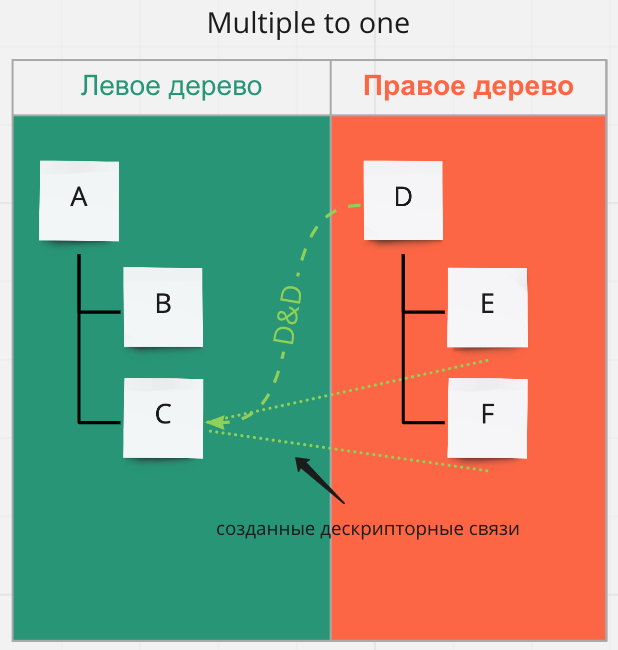 Multiple to one
Левое дерево
Правое дерево
A
D
B
E
D&D
C
F
созданные дескрипторные связи